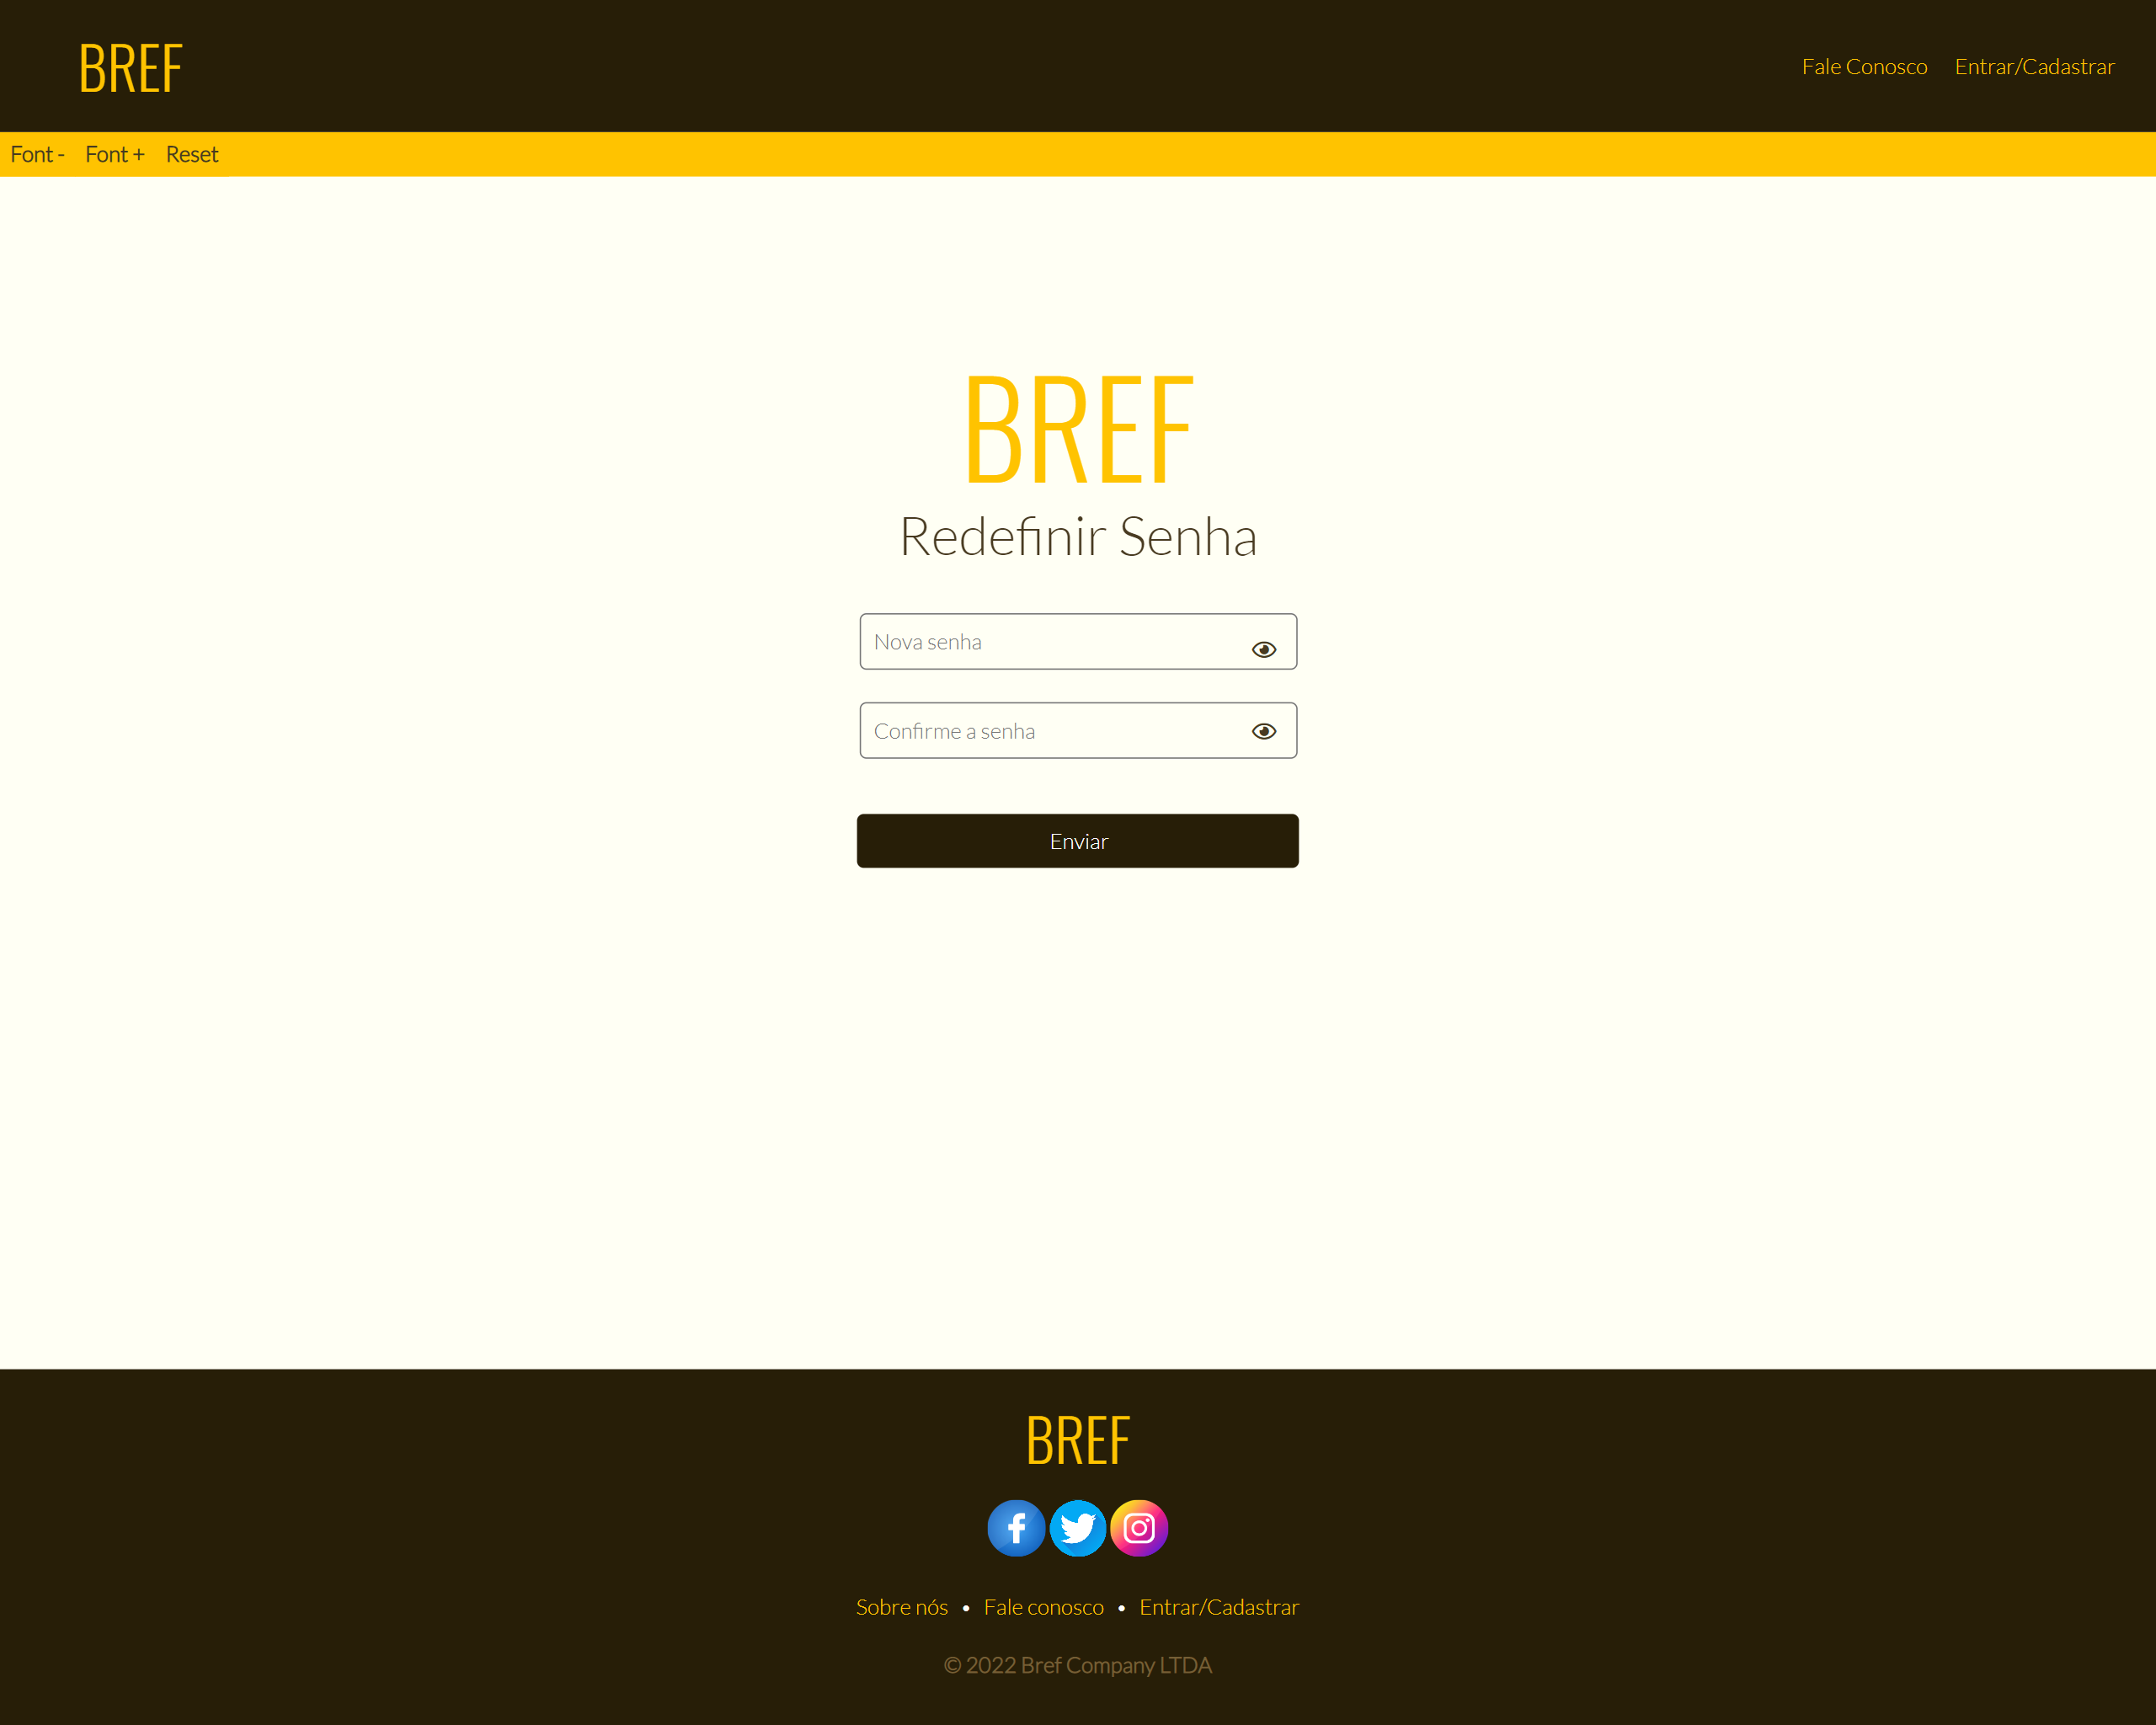 BREF
Fale Conosco Entrar/Cadastrar
Font - Font + Reset
BREF
Redefinir Senha
Nova senha
Confirme a senha
Enviar
BREF
Sobre nós • Fale conosco • Entrar/Cadastrar
© 2022 Bref Company LTDA